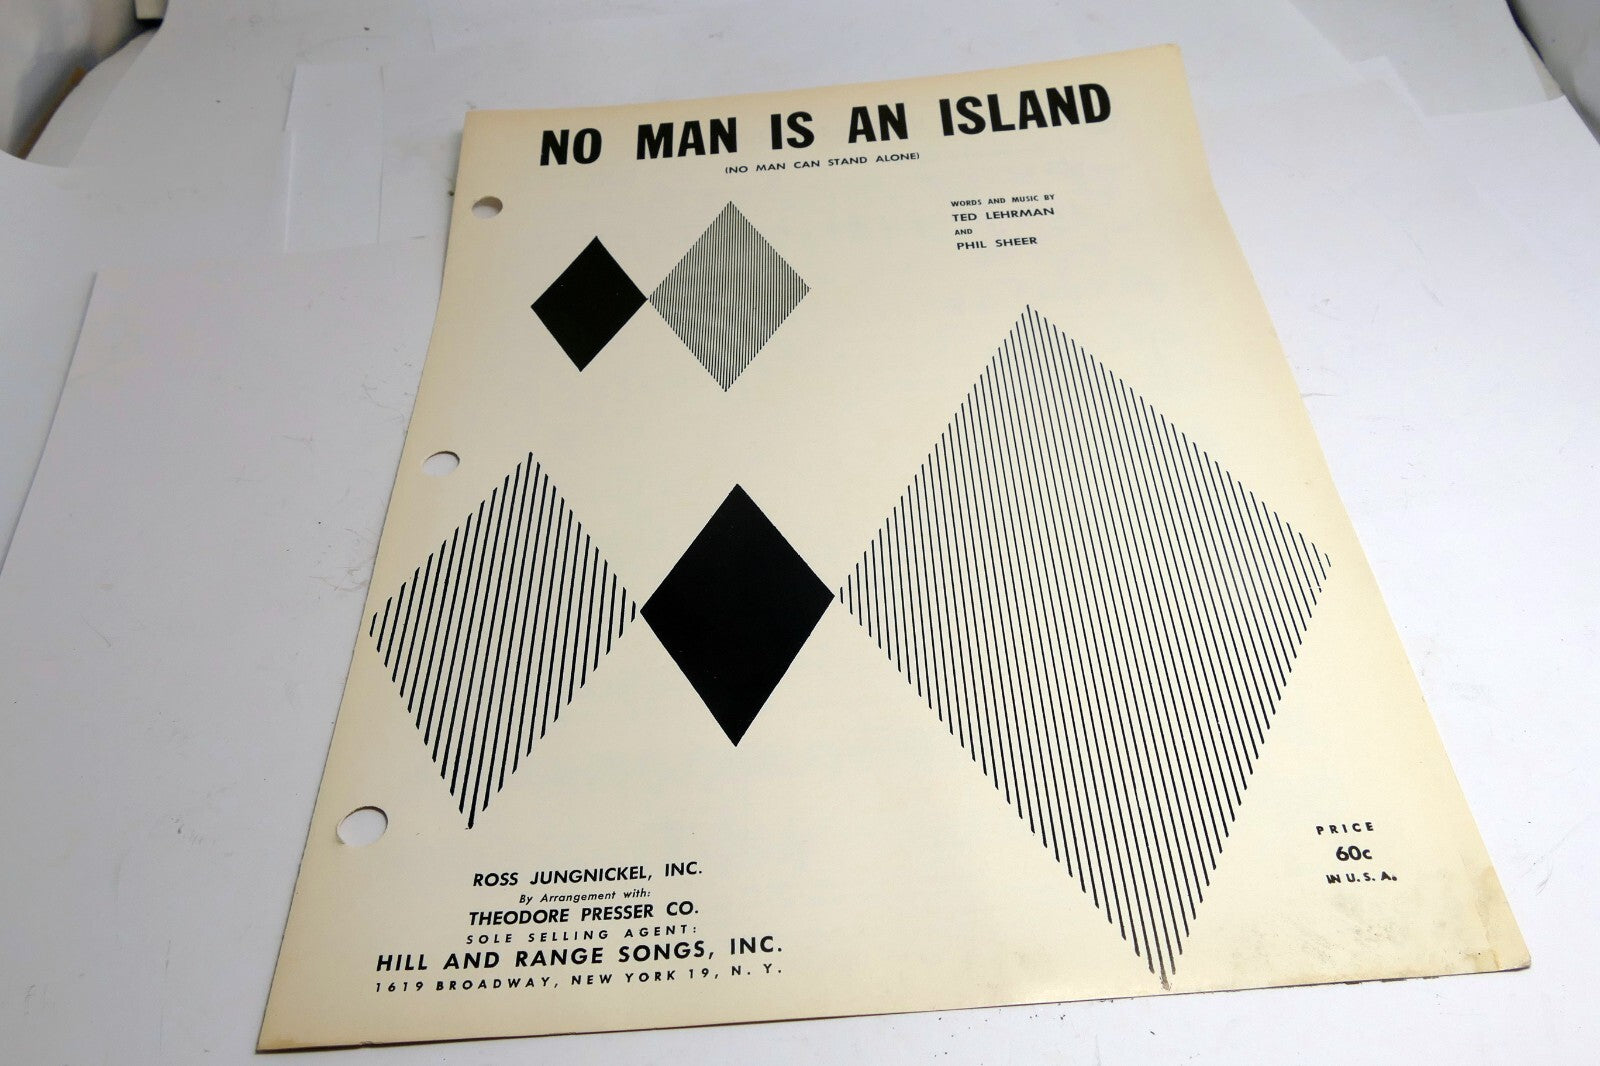 NO MAN IS AN ISLAND
(NO MAN CAN STAND ALONE)
WORDS AND MUSIC BY
TED LEHRMAN
AND
PHIL SHEER
PRICE
60c
IN U. S. A.
ROSS JUNGNICKEL, INC.
By Arrangement with:
THEODORE PRESSER CO.
SOLE SELLING AGENT:
HILL AND RANGE SONGS, INC.
1619 BROADWAY, NEW YORK 19, N. Y.